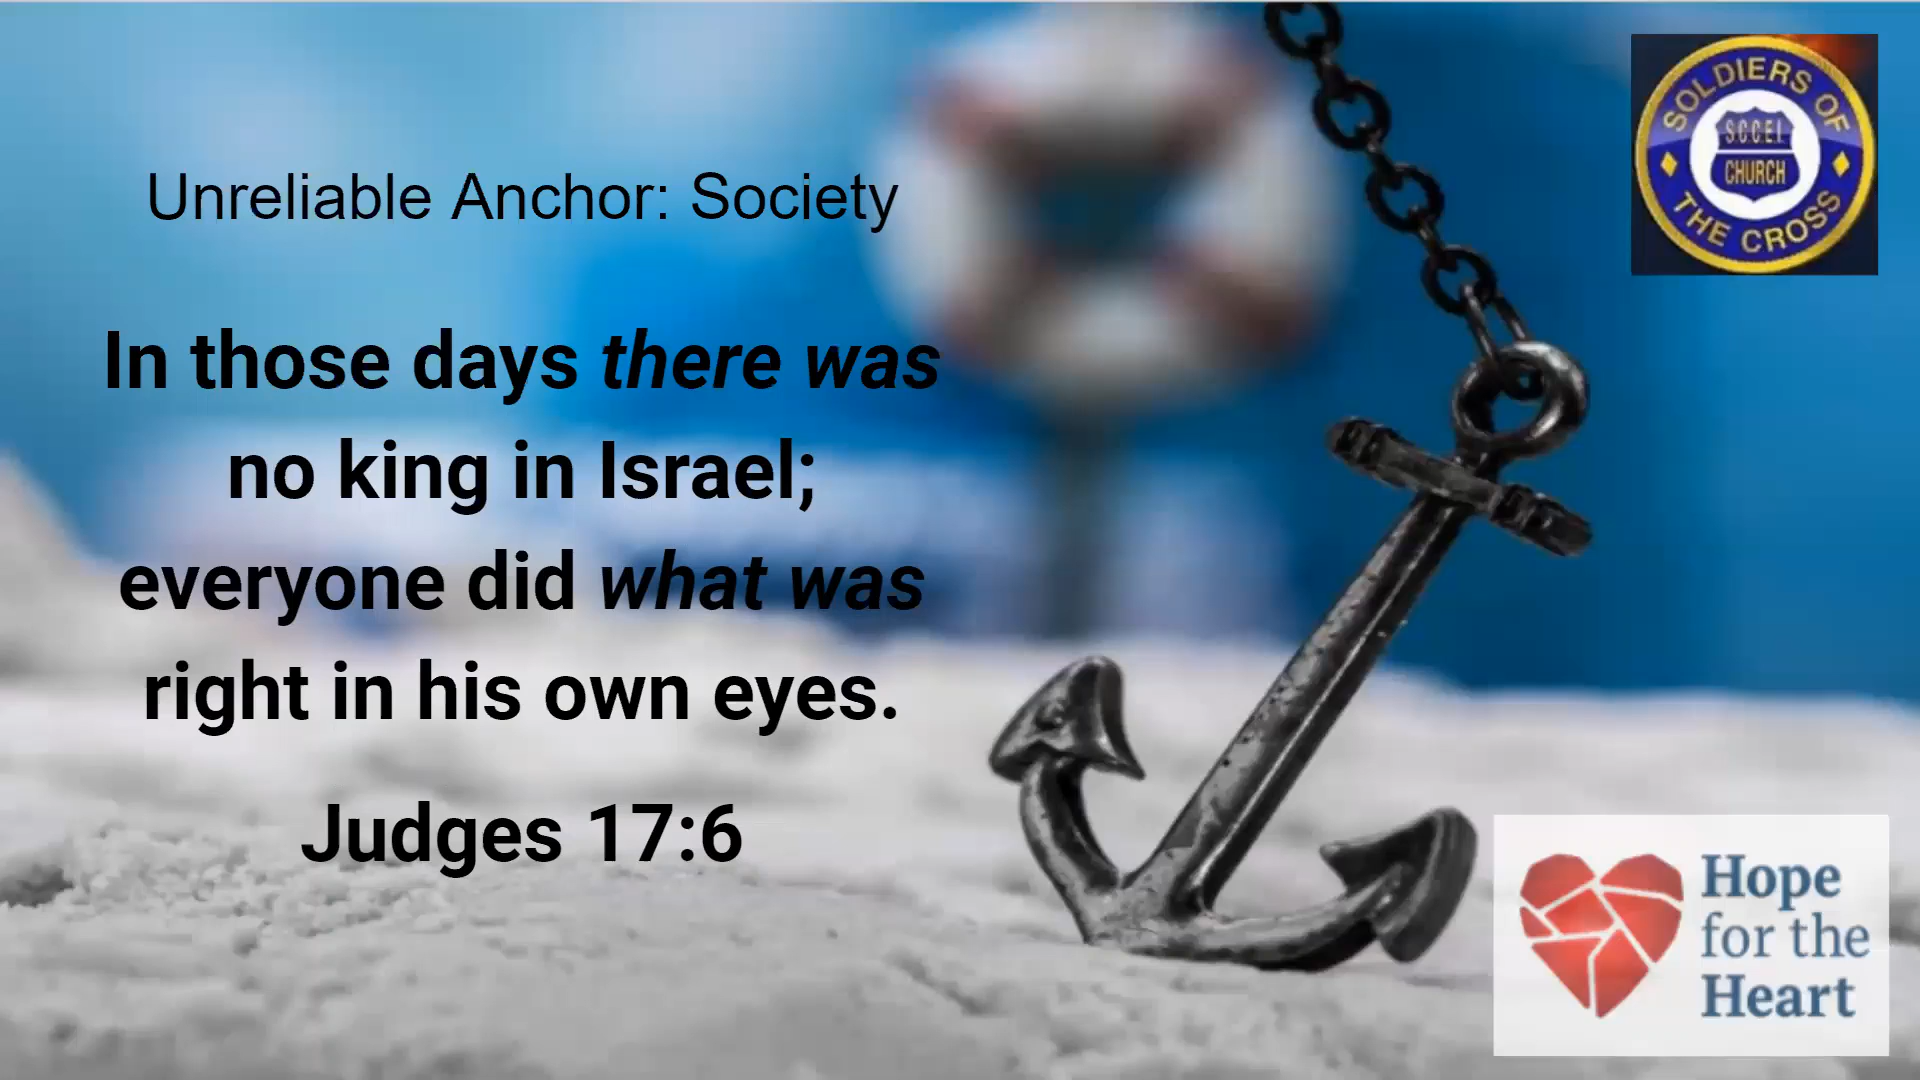 Unreliable Anchor: Society
In those days there was
no king in Israel;
everyone did what was
right in his own eyes.
Judges 17:6
SOLDIERS OF
S.C.C.E.I.
CHURCH
THE CROSS
Hope
for the
Heart